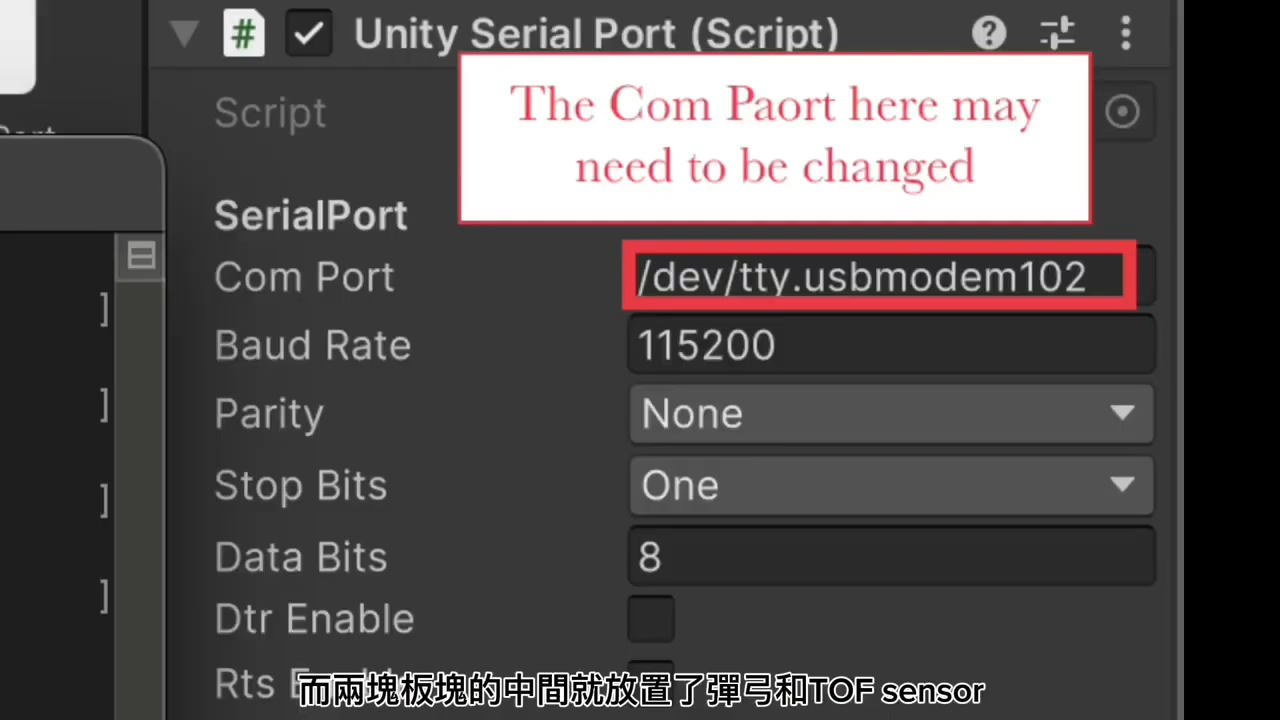 # Unity Serial Port (Script)
The Com Paort here may
need to be changed
Script
SerialPort
Com Port /dev/tty.usbmodem102
Baud Rate 115200
Parity None
Stop Bits One
Data Bits 8
Dtr Enable
Rts
而兩塊板塊的中間就放置了彈弓和TOF sensor
]
]
]
]